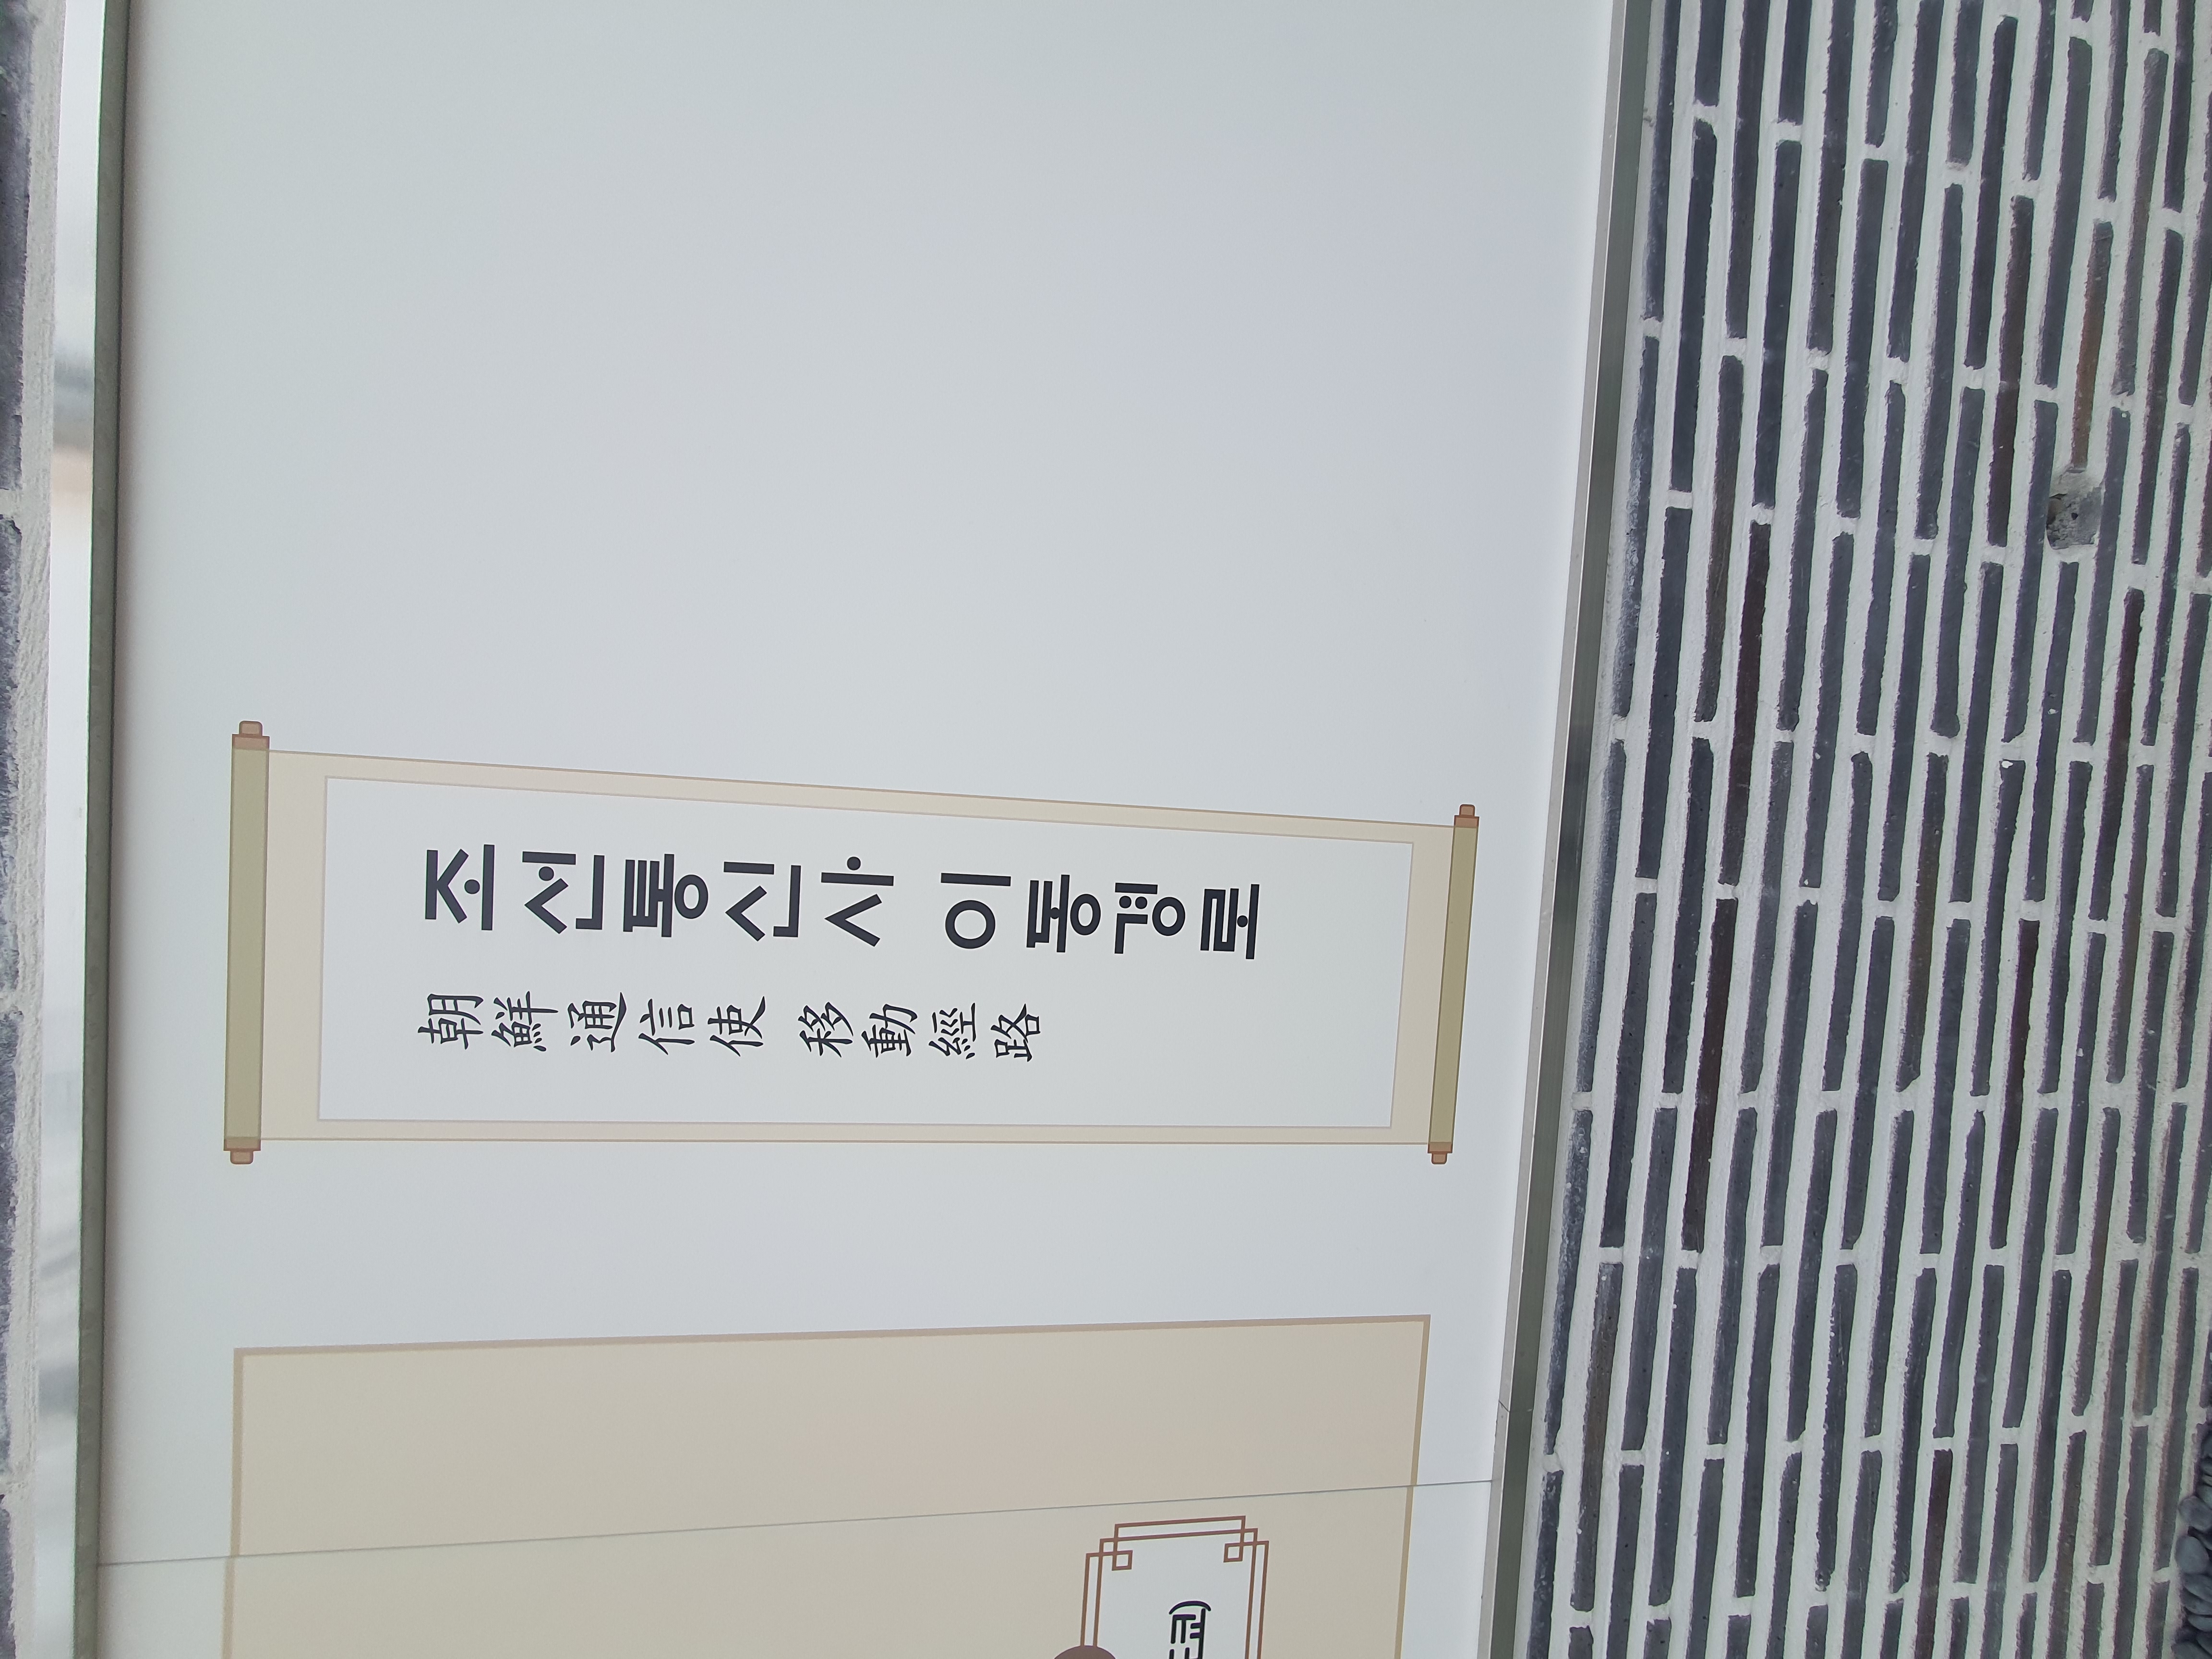 조선통신사 이동경로
朝鮮通信使 移動經路